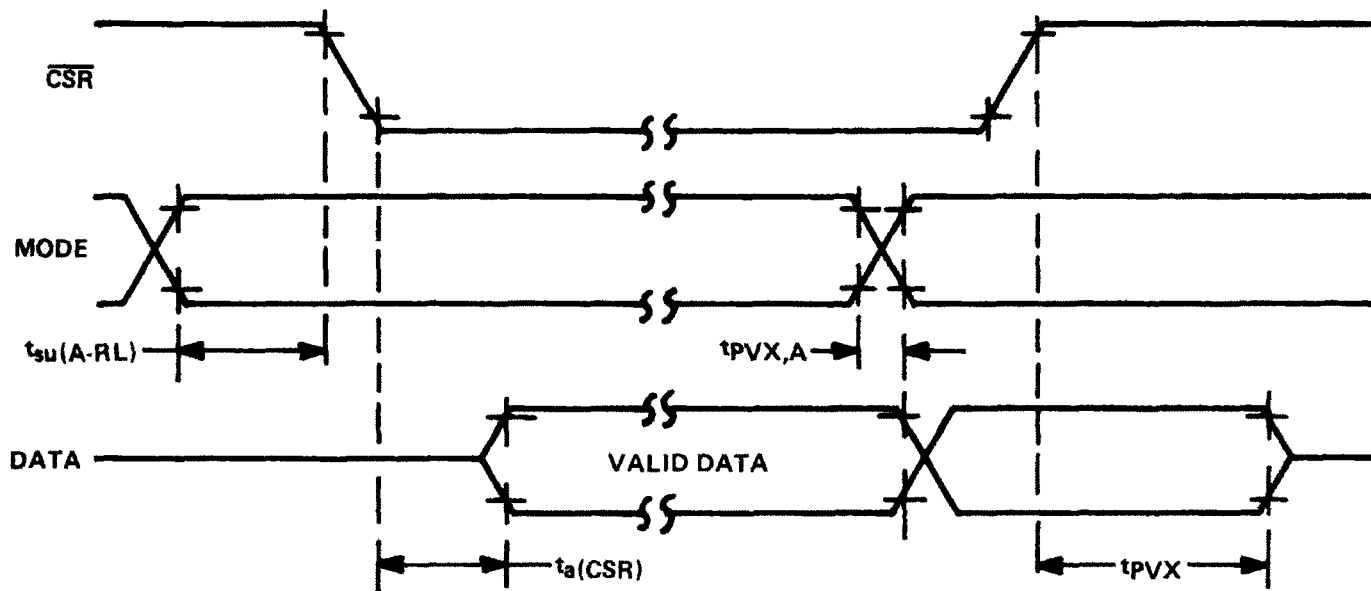 CSR
MODE
tsu(A-RL)
tPVX,A
DATA
VALID DATA
ta(CSR)
tPVX